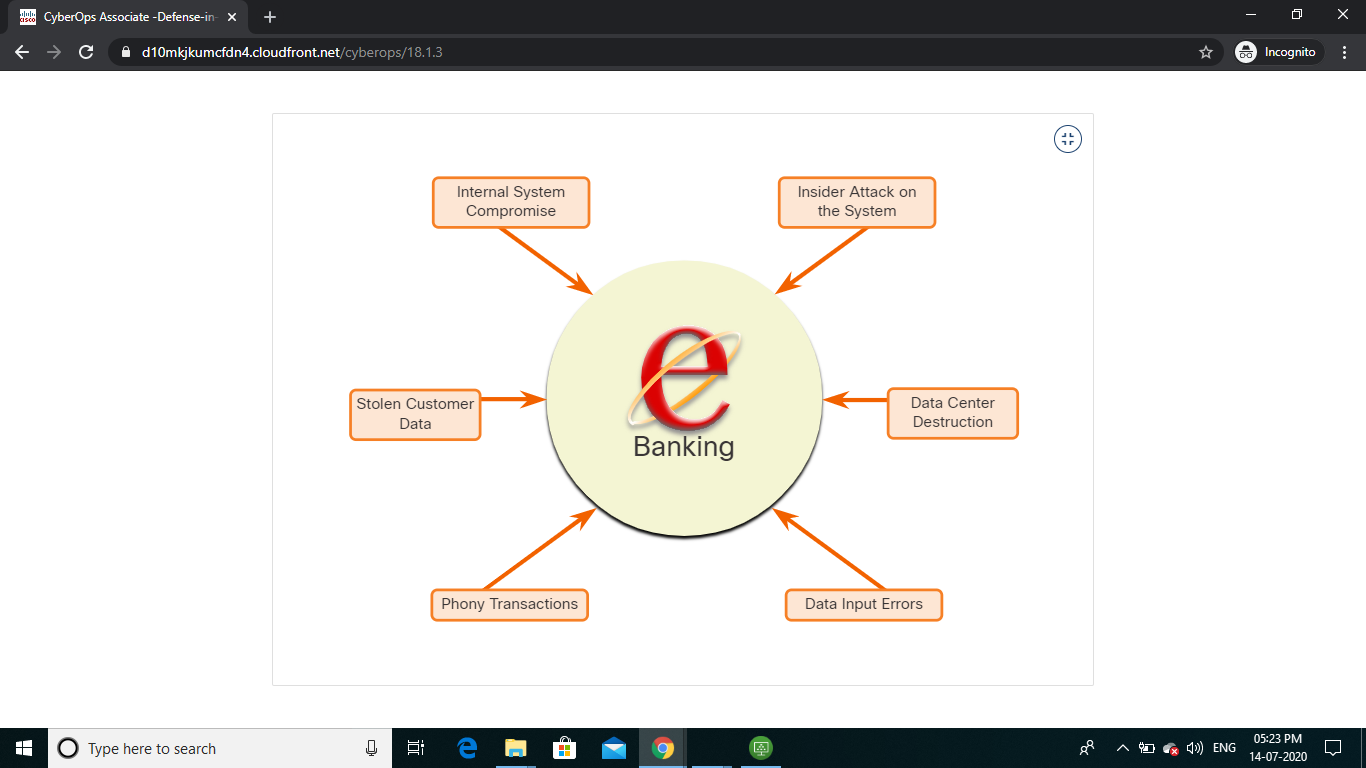 CyberOps Associate -Defense-in-
d10mkjkumcfdn4.cloudfront.net/cyberops/18.1.3
Incognito
Internal System
Compromise
Insider Attack on
the System
e
Banking
Stolen Customer
Data
Data Center
Destruction
Phony Transactions
Data Input Errors
Type here to search
ENG
05:23 PM
14-07-2020